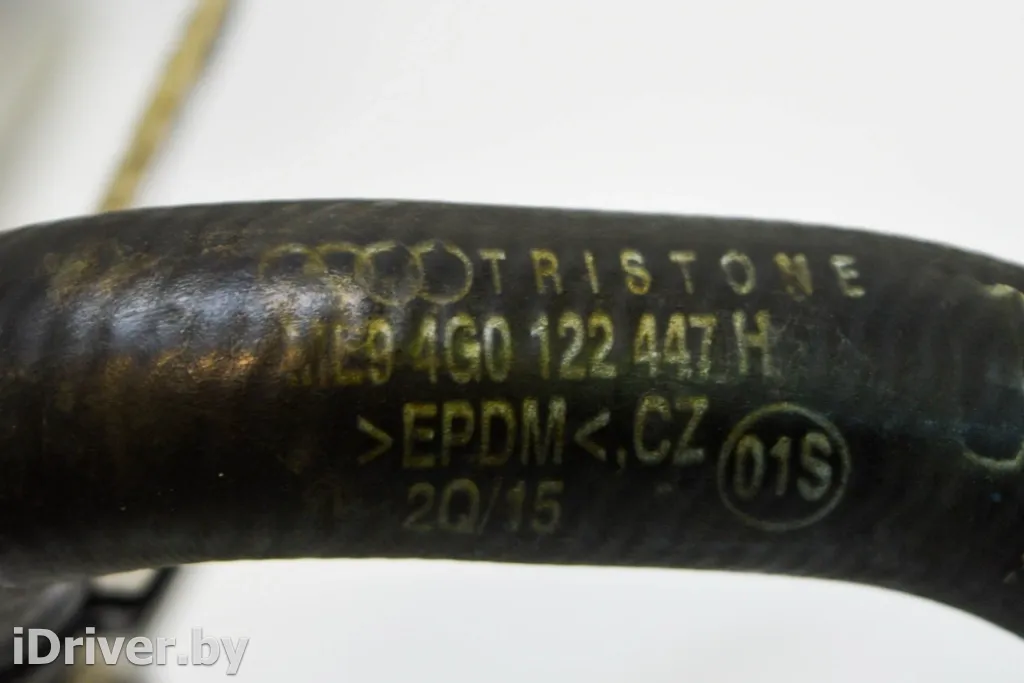 TRISTONE
4G0 122 447 H
>EPDM<,CZ
01S
2Q/15
iDriver.by